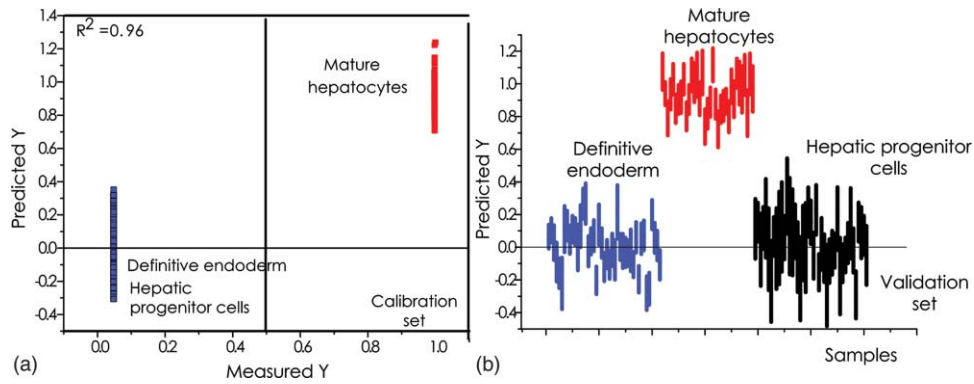 R2=0.96
Mature
hepatocytes
Definitive endoderm
Hepatic
progenitor cells
Calibration
set
Predicted Y
1.4
1.2
1.0
0.8
0.6
0.4
0.2
0.0
-0.2
-0.4
0.0
0.2
0.4
0.6
0.8
1.0
Measured Y
(a)
Mature
hepatocytes
Definitive
endoderm
Hepatic progenitor
cells
Validation
set
Predicted Y
1.2
1.0
0.8
0.6
0.4
0.2
0.0
-0.2
-0.4
Samples
(b)